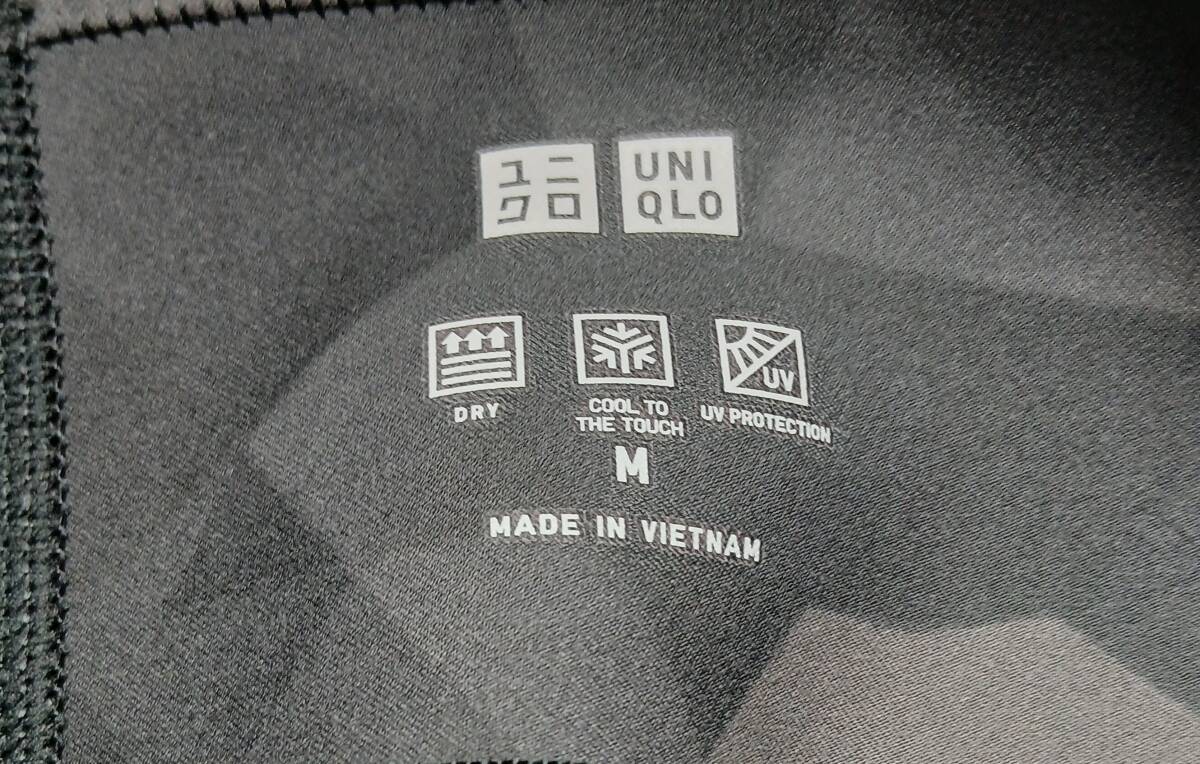 ユニ
クロ
UNI
QLO
UV
DRY
COOL TO
THE TOUCH
UV PROTECTION
M
MADE IN VIETNAM